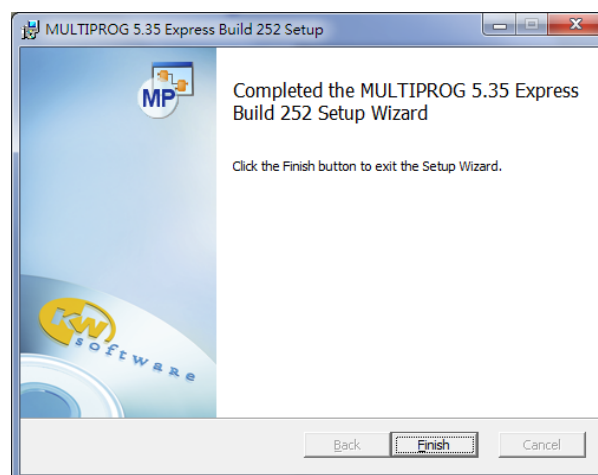 MULTIPROG 5.35 Express Build 252 Setup
MP
Completed the MULTIPROG 5.35 Express
Build 252 Setup Wizard
Click the Finish button to exit the Setup Wizard.
KW
software
Back
Finish
Cancel